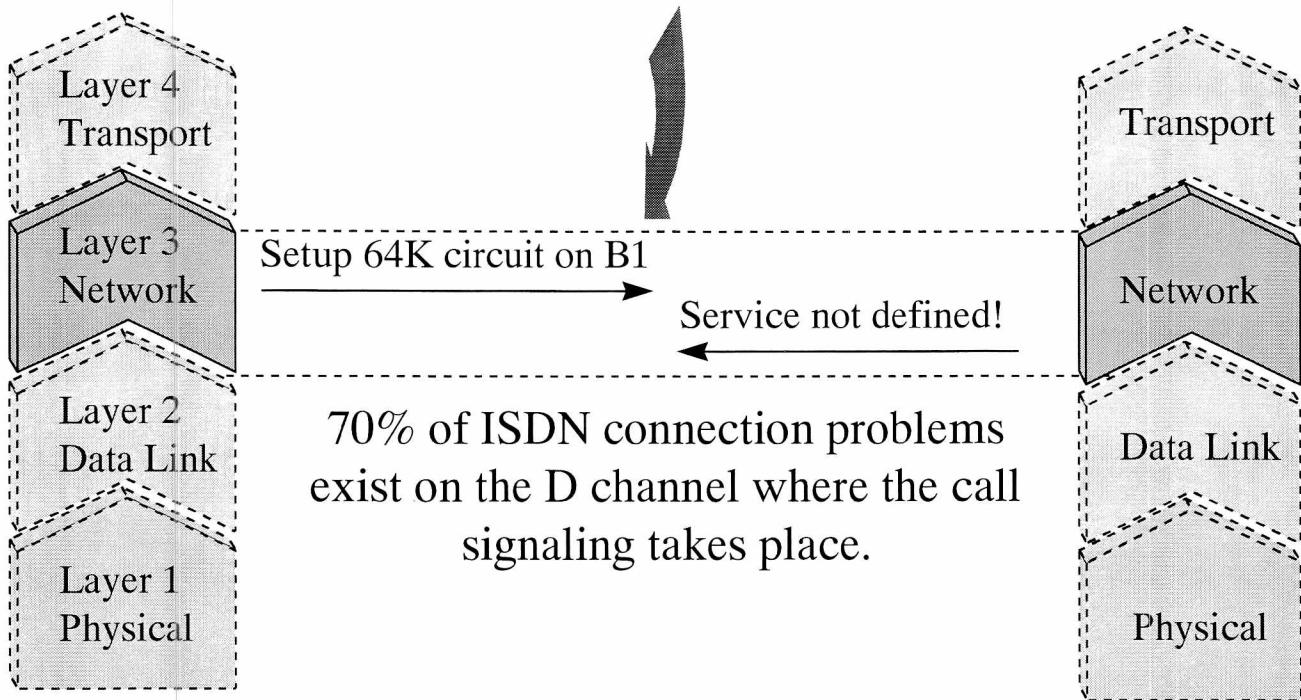 Layer 4
Transport
Layer 3
Network
Layer 2
Data Link
Layer 1
Physical
Setup 64K circuit on B1
Service not defined!
70% of ISDN connection problems
exist on the D channel where the call
signaling takes place.
Transport
Network
Data Link
Physical